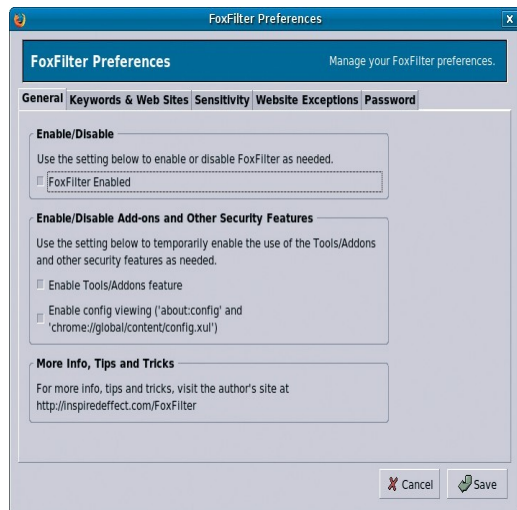 FoxFilter Preferences
X
FoxFilter Preferences
Manage your FoxFilter preferences.
General Keywords & Web Sites Sensitivity Website Exceptions Password
Enable/Disable
Use the setting below to enable or disable FoxFilter as needed.
FoxFilter Enabled
Enable/Disable Add-ons and Other Security Features
Use the setting below to temporarily enable the use of the Tools/Addons
and other security features as needed.
Enable Tools/Addons feature
Enable config viewing ('about:config' and
'chrome://global/content/config.xul')
More Info, Tips and Tricks
For more info, tips and tricks, visit the author's site at
http://inspiredeffect.com/FoxFilter
Cancel
Save